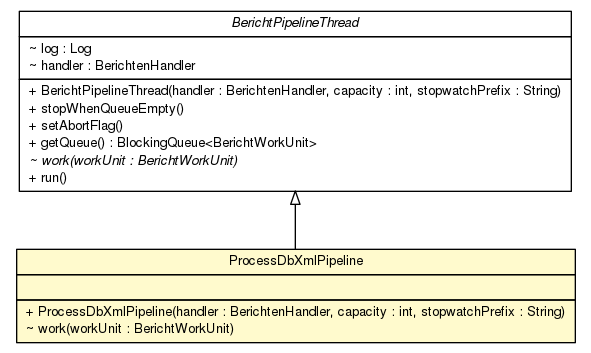 BerichtPipelineThread
~ log : Log
~ handler : BerichtenHandler
+ BerichtPipelineThread(handler : BerichtenHandler, capacity : int, stopwatchPrefix : String)
+ stopWhenQueueEmpty()
+ setAbortFlag()
+ getQueue() : BlockingQueue<BerichtWorkUnit>
~ work(workUnit : BerichtWorkUnit)
+ run()
ProcessDbXmlPipeline
+ ProcessDbXmlPipeline(handler : BerichtenHandler, capacity : int, stopwatchPrefix : String)
~ work(workUnit : BerichtWorkUnit)